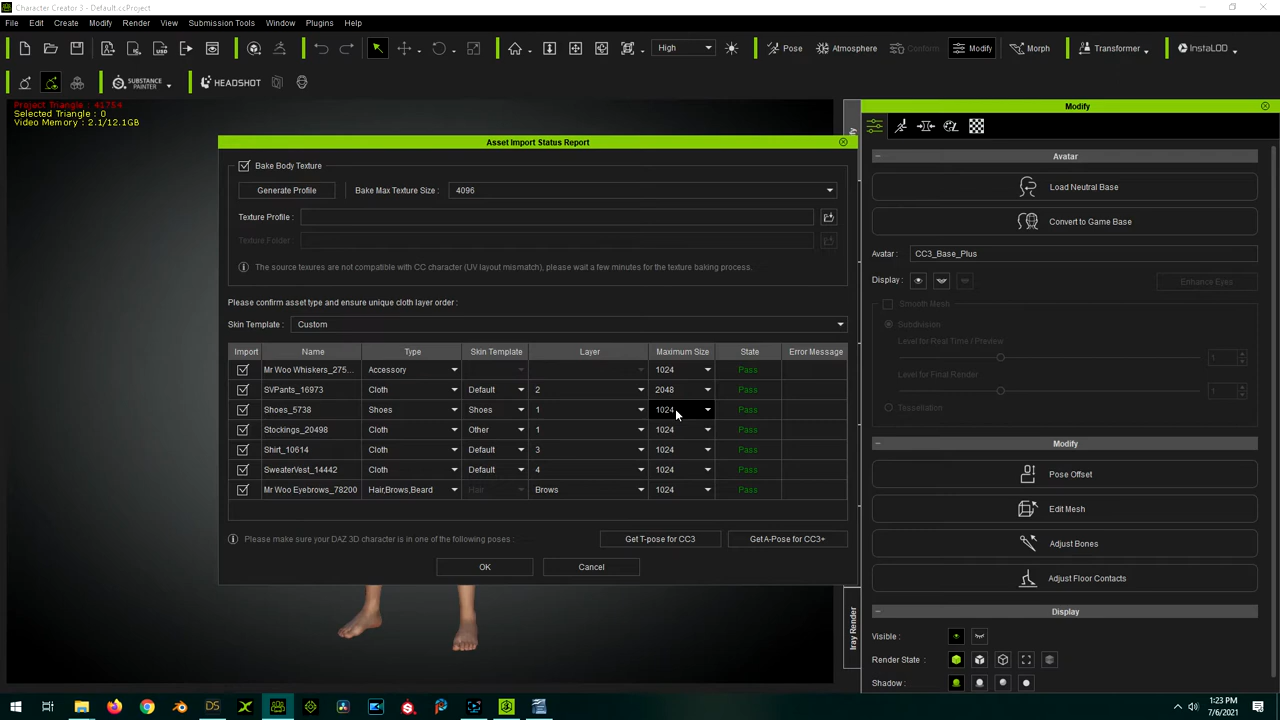 Character Creator 3 - Default.ccProject
File Edit Create Modify Render View Submission Tools Window Plugins Help
High Pose Atmosphere Conform Modify Morph Transformer InstaLOD
SUBSTANCE PAINTER HEADSHOT
Project Triangle : 41754
Selected Triangle : 0
Video Memory : 2.1/12.1GB
Asset Import Status Report
Bake Body Texture
Generate Profile Bake Max Texture Size : 4096
Texture Profile :
Texture Folder :
The source texures are not compatible with CC character (UV layout mismatch), please wait a few minutes for the texture baking process.
Please confirm asset type and ensure unique cloth layer order :
Skin Template : Custom
Import Name Type Skin Template Layer Maximum Size State Error Message
Mr Woo Whiskers_275... Accessory 1024 Pass
SVPants_16973 Cloth Default 2 2048 Pass
Shoes_5738 Shoes Shoes 1 1024 Pass
Stockings_20498 Cloth Other 1 1024 Pass
Shirt_10614 Cloth Default 3 1024 Pass
SweaterVest_14442 Cloth Default 4 1024 Pass
Mr Woo Eyebrows_78200 Hair,Brows,Beard Hair Brows 1024 Pass
Please make sure your DAZ 3D character is in one of the following poses : Get T-pose for CC3 Get A-Pose for CC3+
OK Cancel
Iray Render
Modify
Avatar
Load Neutral Base
Convert to Game Base
Avatar: CC3_Base_Plus
Display : Enhance Eyes
Smooth Mesh
Subdivision
Level for Real Time / Preview
1
Level for Final Render
1
Tessellation
Modify
Pose Offset
Edit Mesh
Adjust Bones
Adjust Floor Contacts
Display
Visible :
Render State :
Shadow :
DS
1:23 PM
7/6/2021